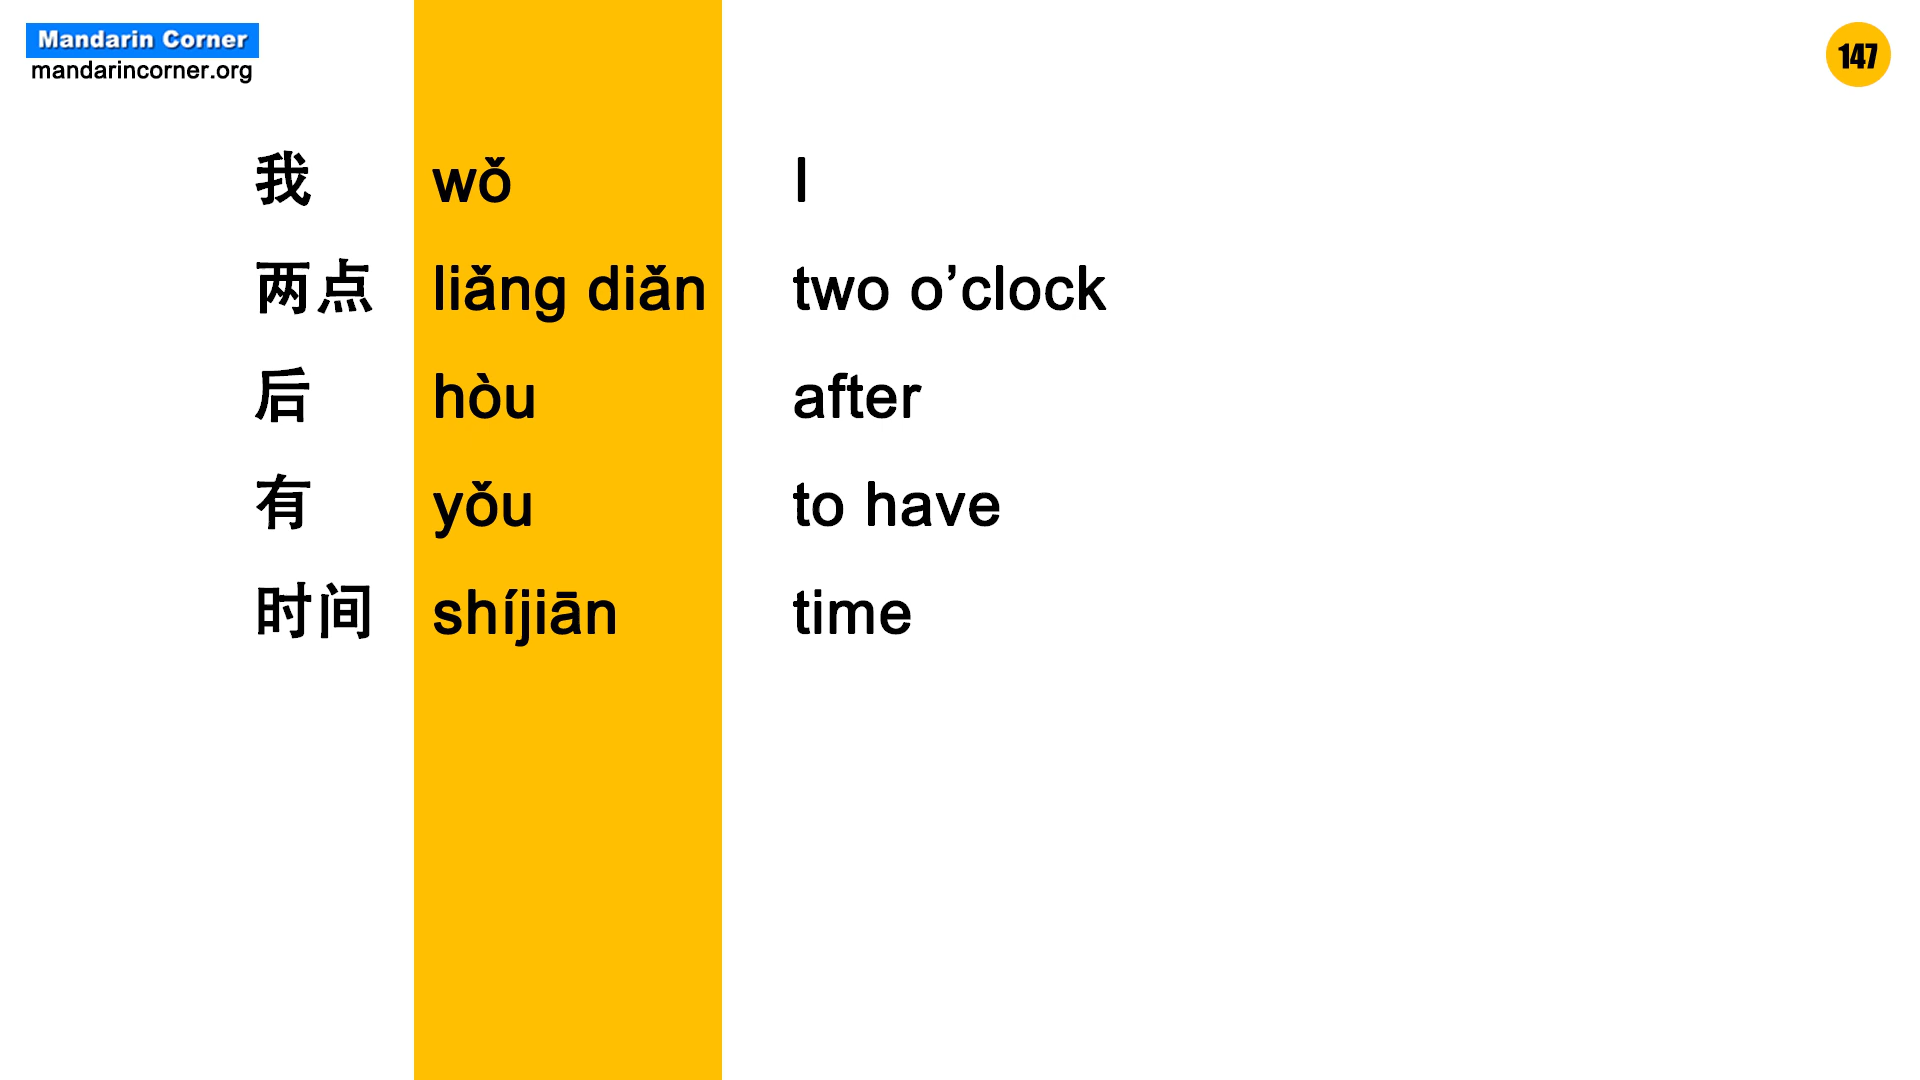 Mandarin Corner
mandarincorner.org
147
我 wǒ I
两点 liǎng diǎn two o’clock
后 hòu after
有 yǒu to have
时间 shíjiān time